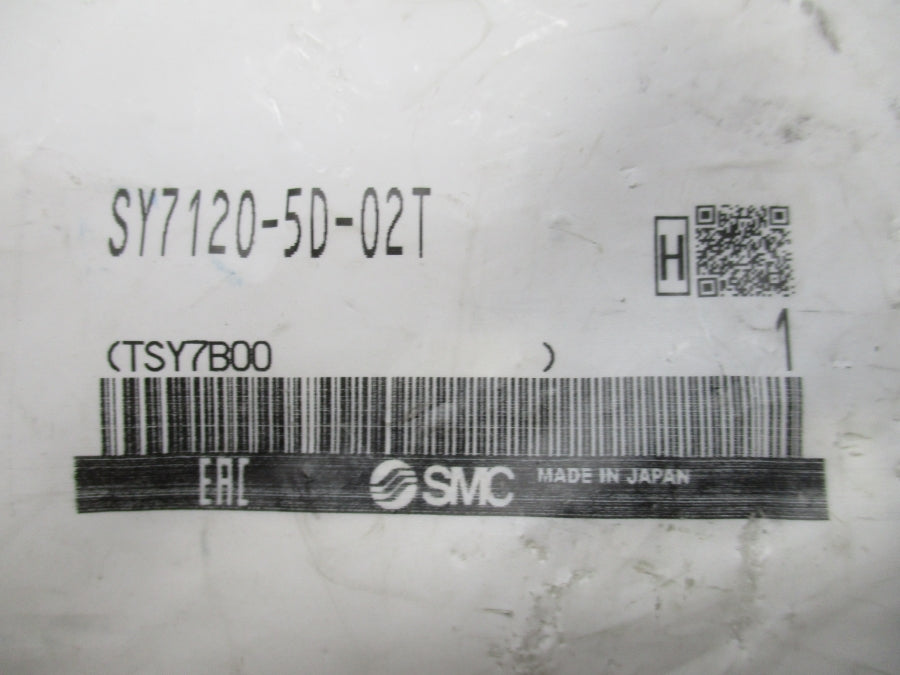 SY7120-5D-02T
H
1
(TSY7B00 )
EAC SMC MADE IN JAPAN